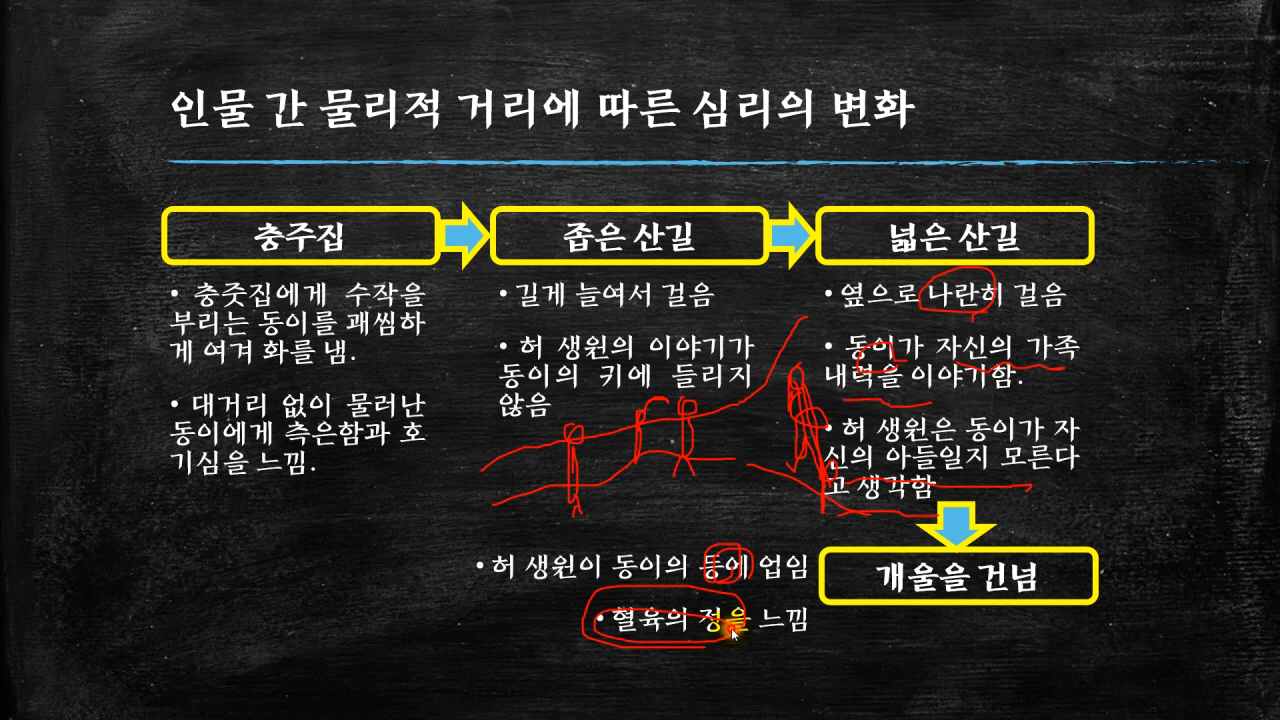 인물 간 물리적 거리에 따른 심리의 변화
충주집
좁은 산길
넓은 산길
• 충줏집에게 수작을
부리는 동이를 괘씸하
게 여겨 화를 냄.
• 대거리 없이 물러난
동이에게 측은함과 호
기심을 느낌.
• 길게 늘여서 걸음
• 허 생원의 이야기가
동이의 키에 들리지
않음
• 옆으로 나란히 걸음
• 동이가 자신의 가족
내력을 이야기함.
• 허 생원은 동이가 자
신의 아들일지 모른다
고 생각함
개울을 건넘
• 허 생원이 동이의 등에 업임
• 혈육의 정을 느낌